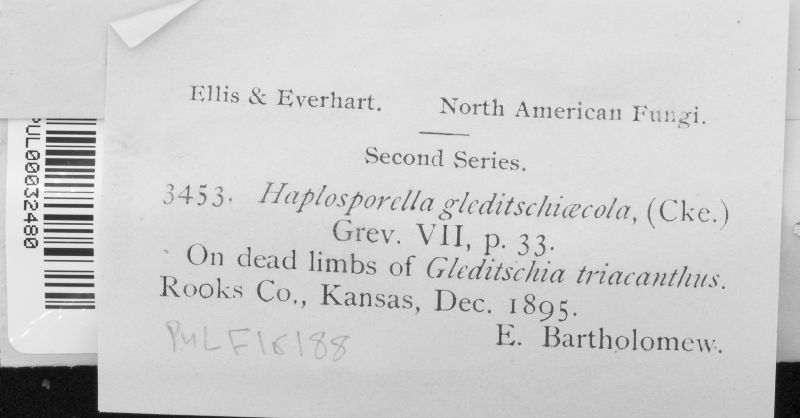 Ellis & Everhart. North American Fungi.
Second Series.
3453. Haplosporella gleditschiæcola, (Cke.)
Grev. VII, p. 33.
On dead limbs of Gleditschia triacanthus.
Rooks Co., Kansas, Dec. 1895.
E. Bartholomew.
PUL F16188
PUL00032480